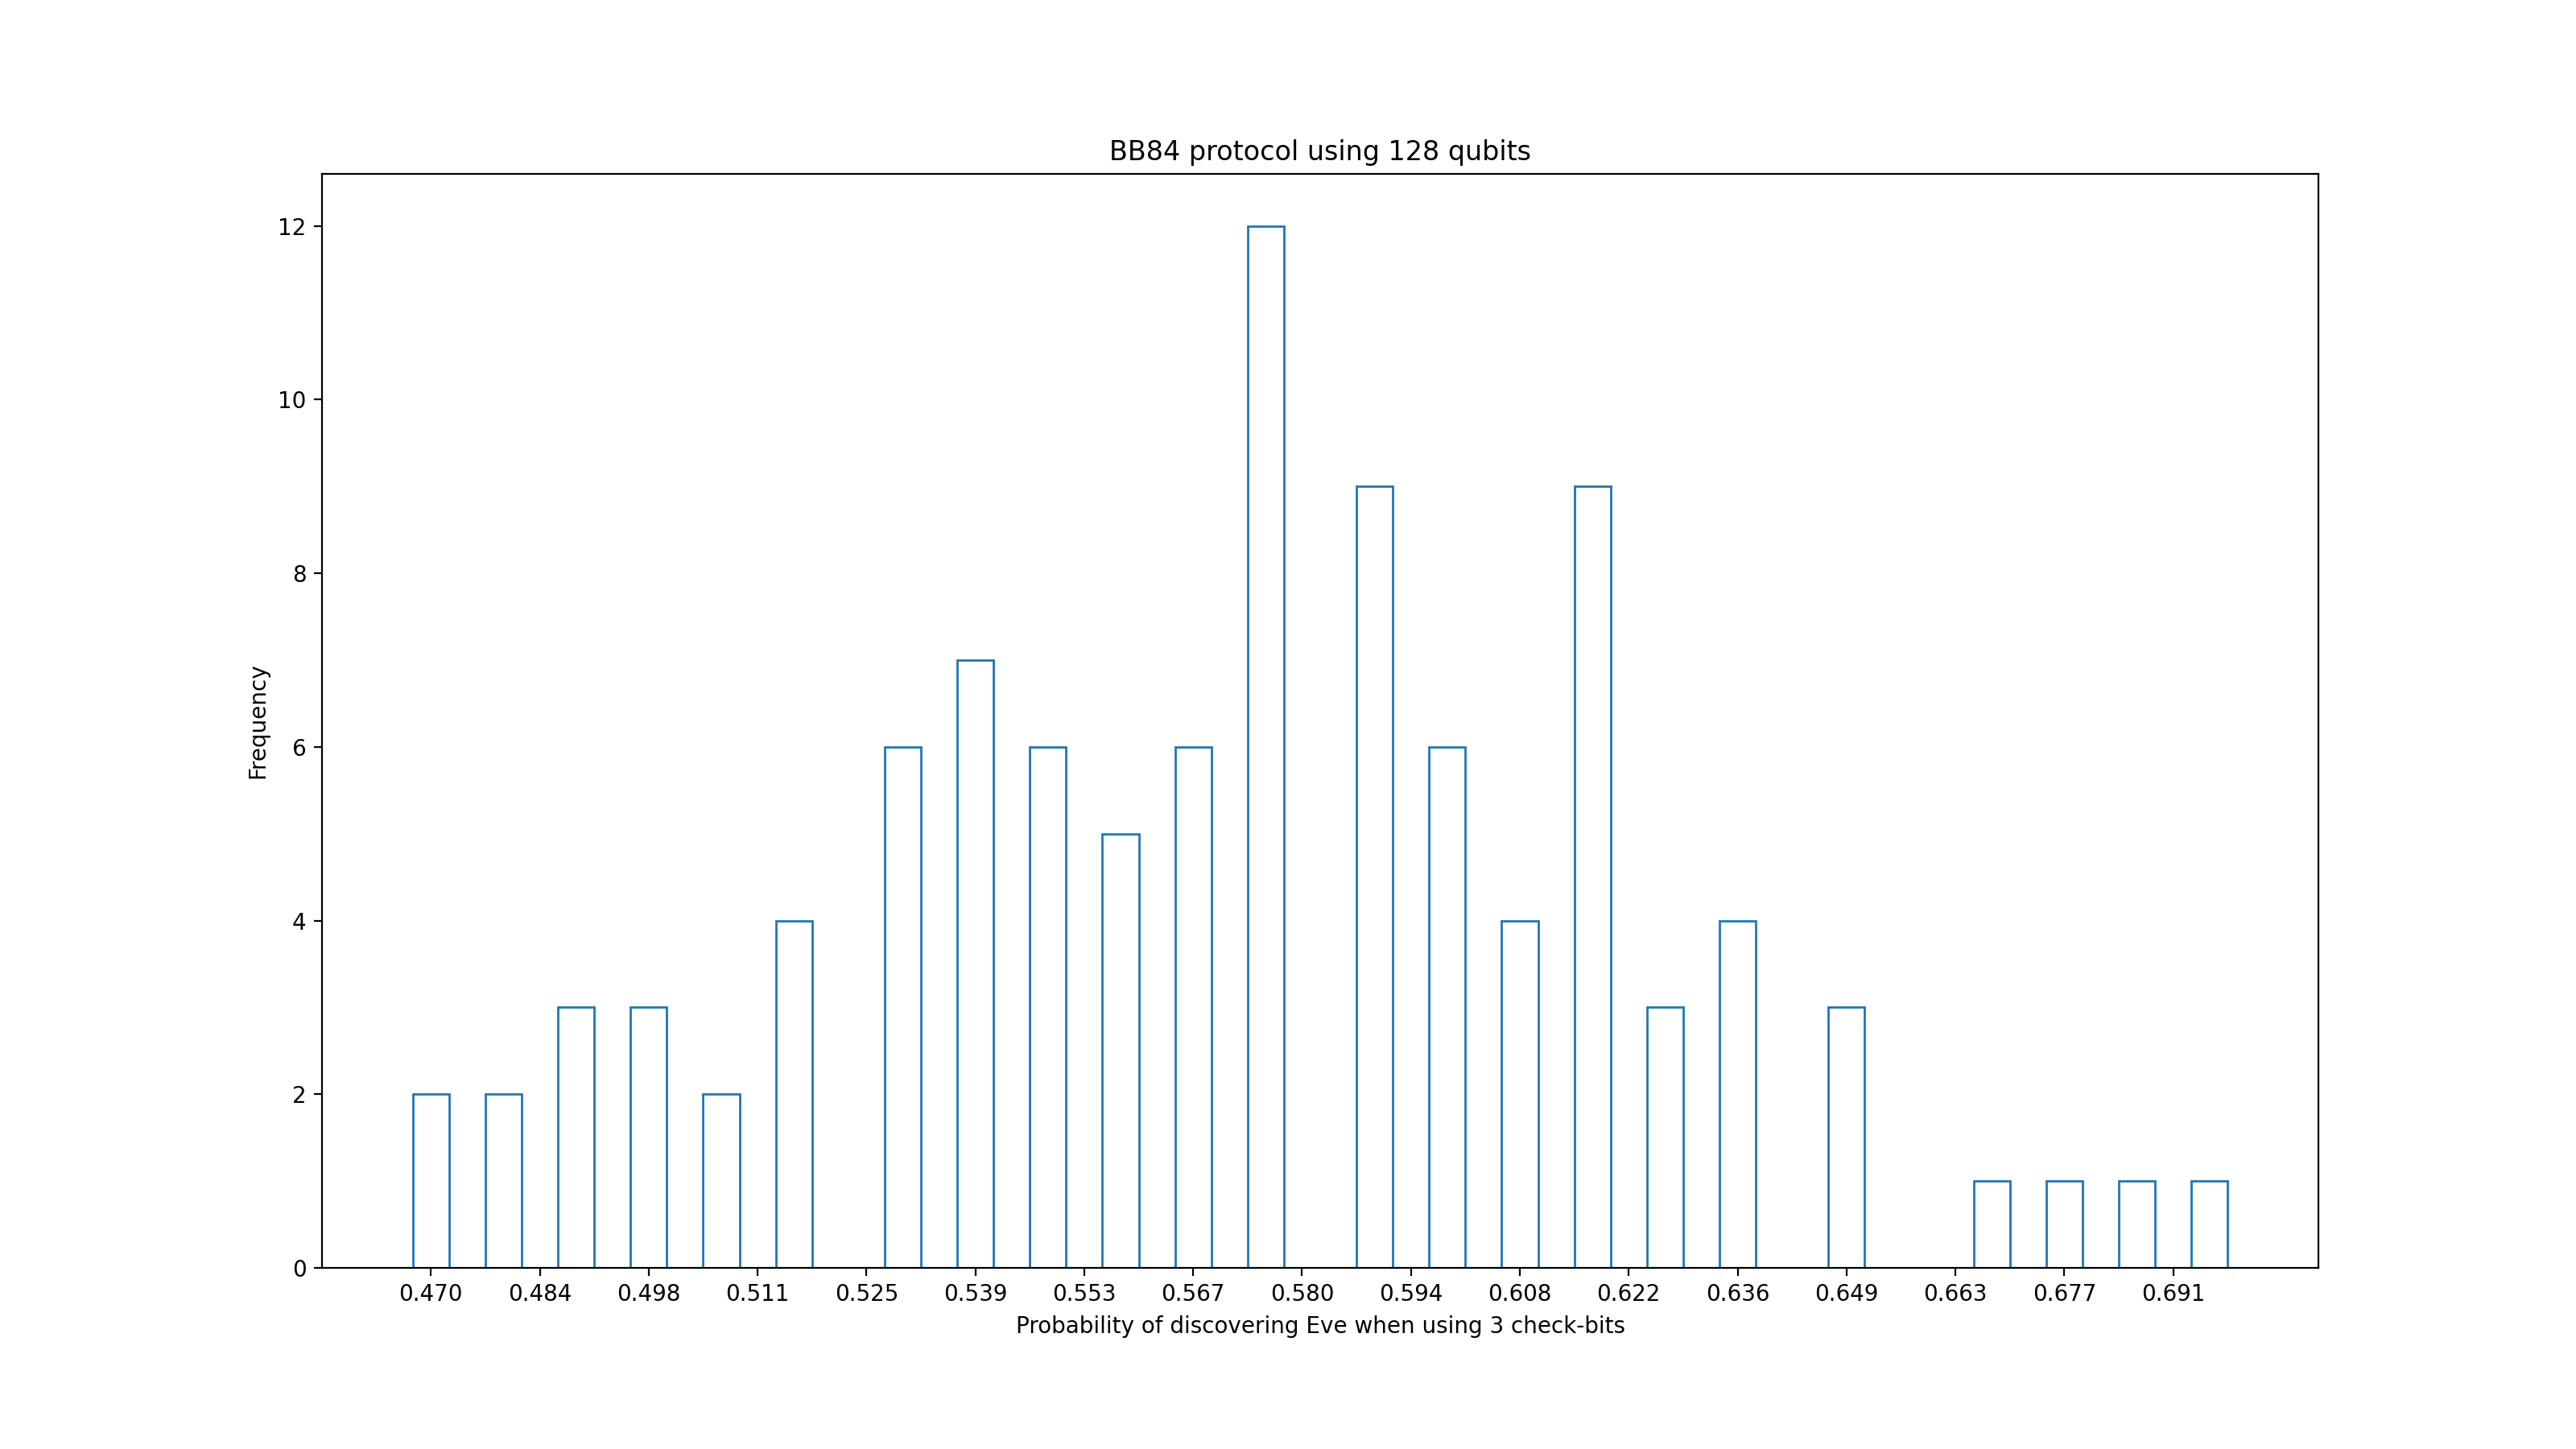 BB84 protocol using 128 qubits
12
10
8
6
4
2
0
Frequency
0.470 0.484 0.498 0.511 0.525 0.539 0.553 0.567 0.580 0.594 0.608 0.622 0.636 0.649 0.663 0.677 0.691
Probability of discovering Eve when using 3 check-bits